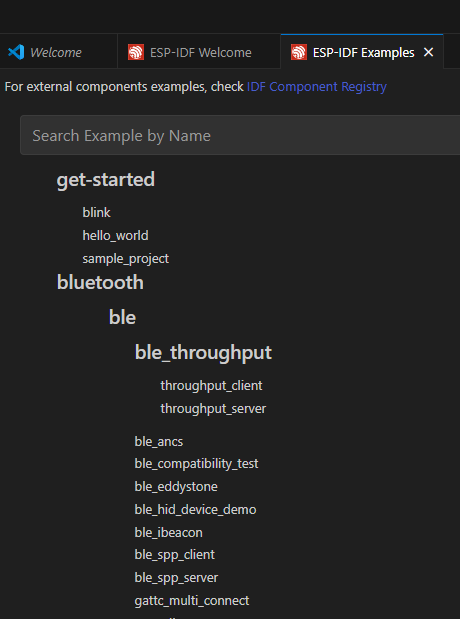 Welcome
ESP-IDF Welcome
ESP-IDF Examples
For external components examples, check IDF Component Registry
Search Example by Name
get-started
blink
hello_world
sample_project
bluetooth
ble
ble_throughput
throughput_client
throughput_server
ble_ancs
ble_compatibility_test
ble_eddystone
ble_hid_device_demo
ble_ibeacon
ble_spp_client
ble_spp_server
gattc_multi_connect